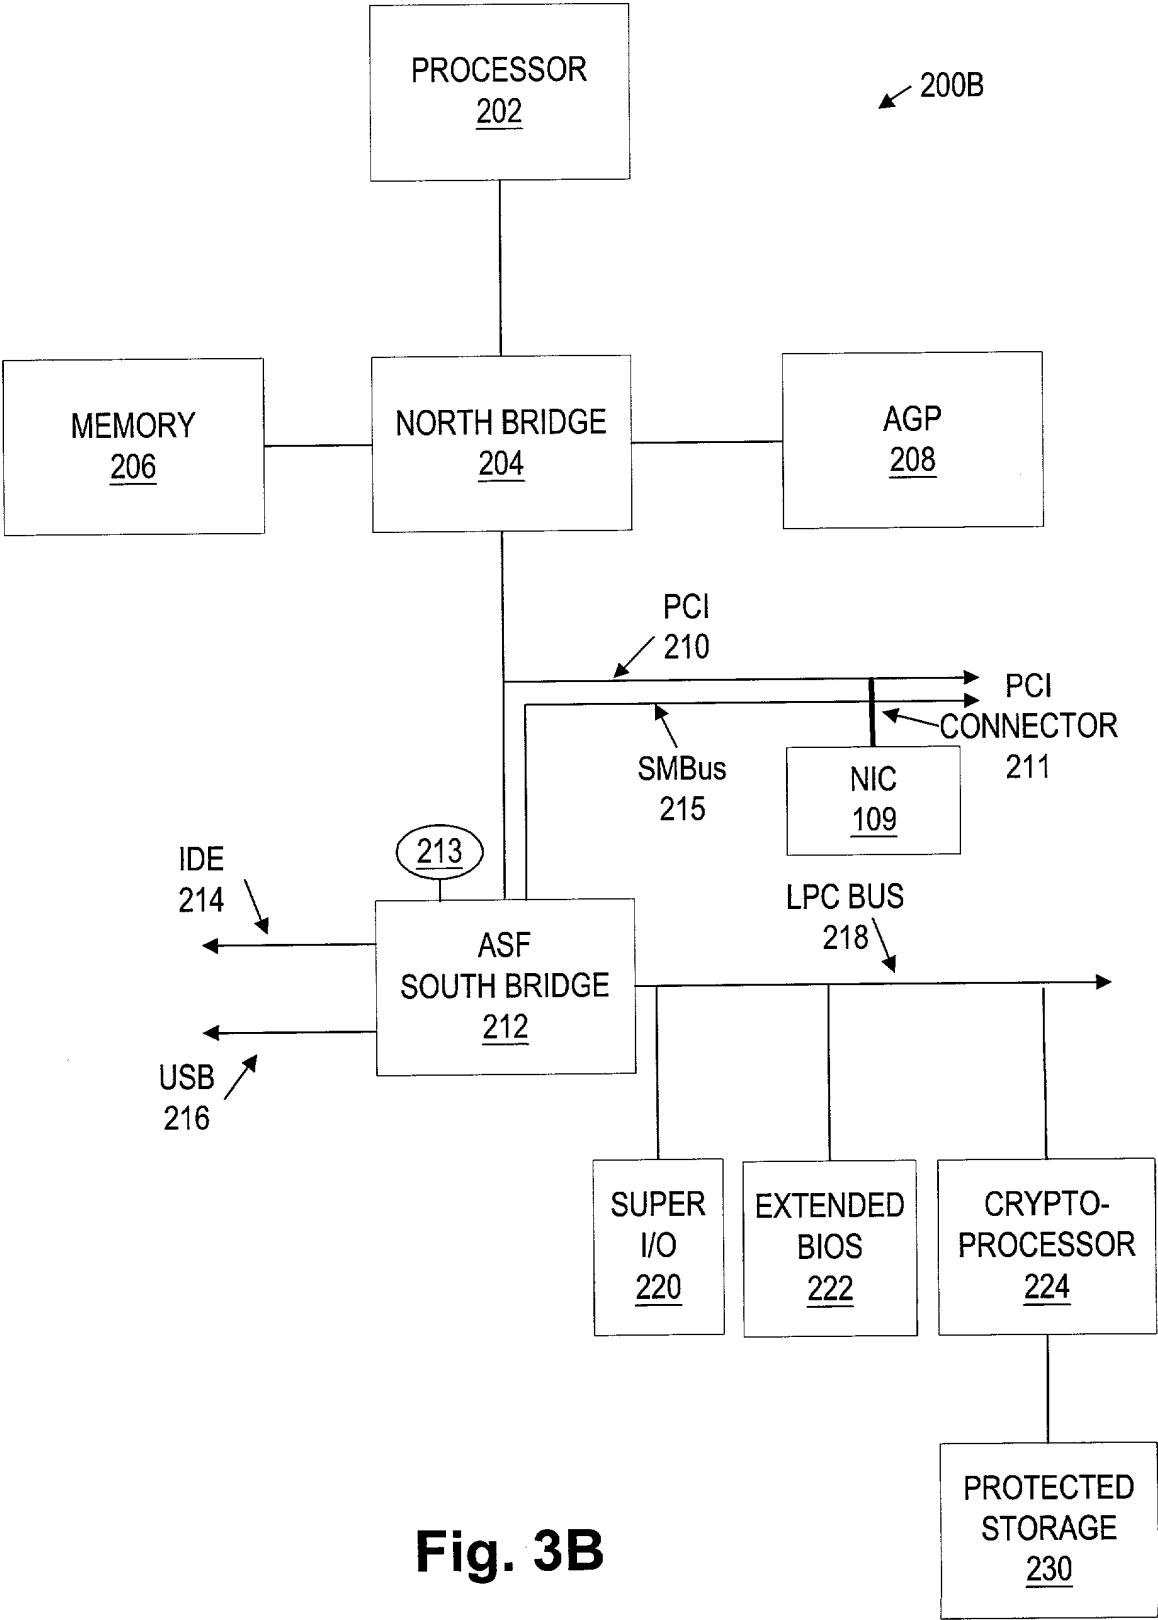 PROCESSOR
202
200B
MEMORY
206
NORTH BRIDGE
204
AGP
208
PCI
210
PCI
CONNECTOR
211
SMBus
215
NIC
109
213
IDE
214
LPC BUS
218
ASF
SOUTH BRIDGE
212
USB
216
SUPER
I/O
220
EXTENDED
BIOS
222
CRYPTO-
PROCESSOR
224
PROTECTED
STORAGE
230
Fig. 3B